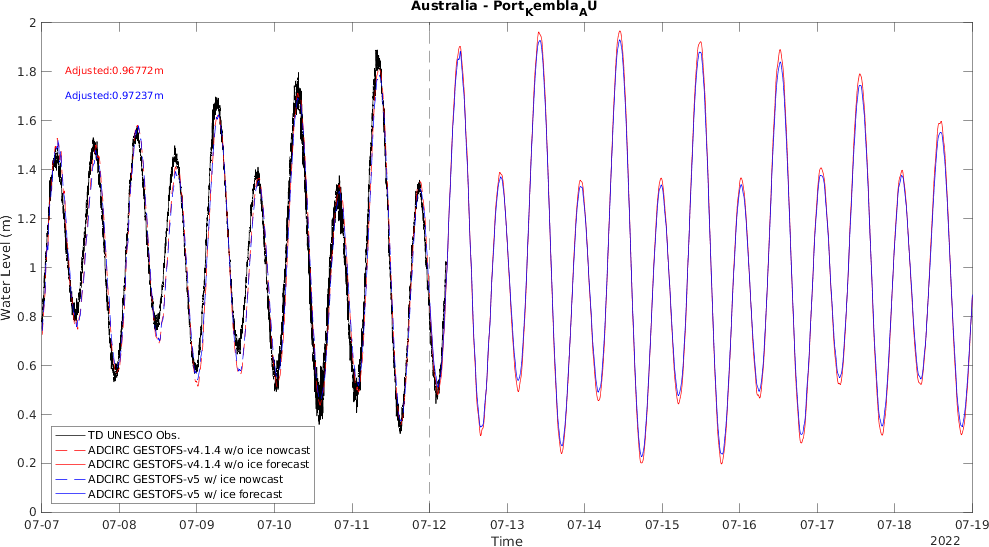 Australia - Port_Kembla_AU
Adjusted:0.96772m
Adjusted:0.97237m
Water Level (m)
2
1.8
1.6
1.4
1.2
1
0.8
0.6
0.4
0.2
0
TD UNESCO Obs.
ADCIRC GESTOFS-v4.1.4 w/o ice nowcast
ADCIRC GESTOFS-v4.1.4 w/o ice forecast
ADCIRC GESTOFS-v5 w/ ice nowcast
ADCIRC GESTOFS-v5 w/ ice forecast
07-07 07-08 07-09 07-10 07-11 07-12 07-13 07-14 07-15 07-16 07-17 07-18 07-19
Time
2022